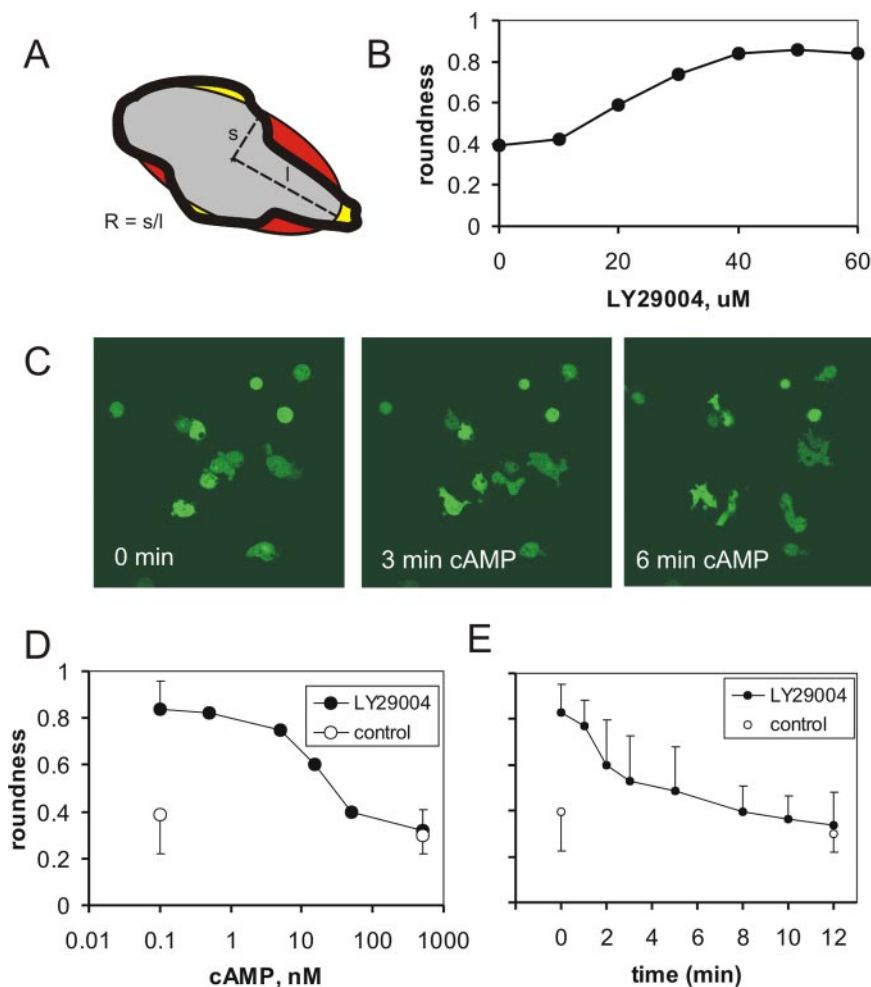 A
s
l
R = s/l
B
1
0.8
0.6
0.4
0.2
0
roundness
0 20 40 60
LY29004, uM
C
0 min
3 min cAMP
6 min cAMP
D
1
0.8
0.6
0.4
0.2
0
roundness
LY29004
control
0.01 0.1 1 10 100 1000
cAMP, nM
E
LY29004
control
0 2 4 6 8 10 12
time (min)